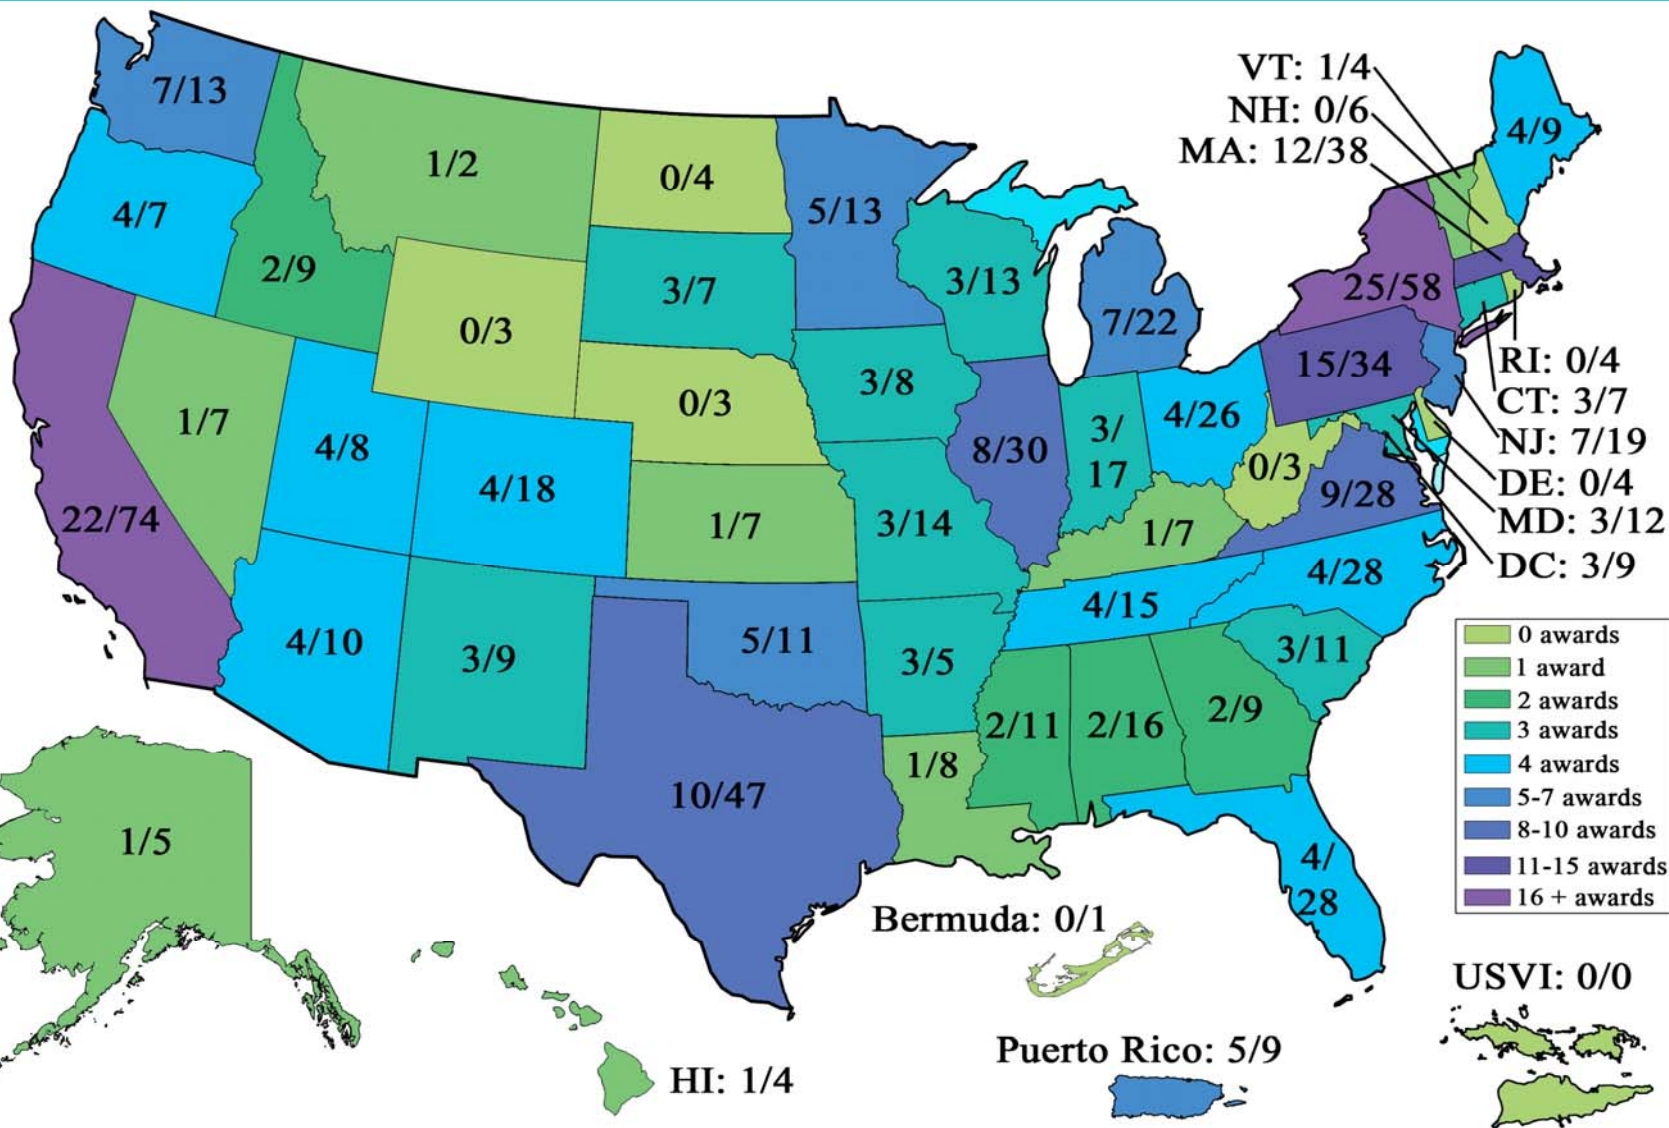 VT: 1/4
NH: 0/6
MA: 12/38
7/13
4/7
2/9
1/2
0/4
5/13
4/9
3/7
3/13
0/3
7/22
25/58
22/74
1/7
4/8
4/18
0/3
3/8
8/30
3/
17
4/26
15/34
0/3
9/28
RI: 0/4
CT: 3/7
NJ: 7/19
DE: 0/4
MD: 3/12
DC: 3/9
1/7
3/14
1/7
4/10
3/9
5/11
3/5
4/15
4/28
3/11
2/11
2/16
2/9
10/47
1/8
4/
28
0 awards
1 award
2 awards
3 awards
4 awards
5-7 awards
8-10 awards
11-15 awards
16 + awards
1/5
HI: 1/4
Bermuda: 0/1
Puerto Rico: 5/9
USVI: 0/0